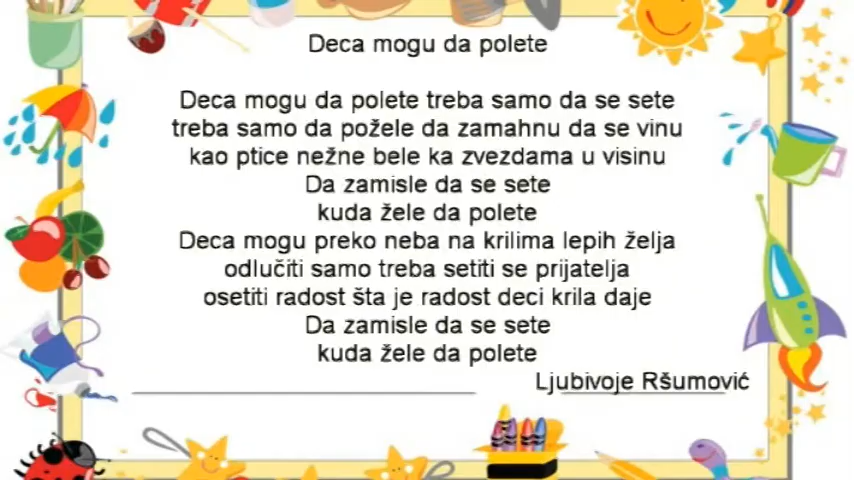 Deca mogu da polete
Deca mogu da polete treba samo da se sete
treba samo da požele da zamahnu da se vinu
kao ptice nežne bele ka zvezdama u visinu
Da zamisle da se sete
kuda žele da polete
Deca mogu preko neba na krilima lepih želja
odlučiti samo treba setiti se prijatelja
osetiti radost šta je radost deci krila daje
Da zamisle da se sete
kuda žele da polete
Ljubivoje Ršumović